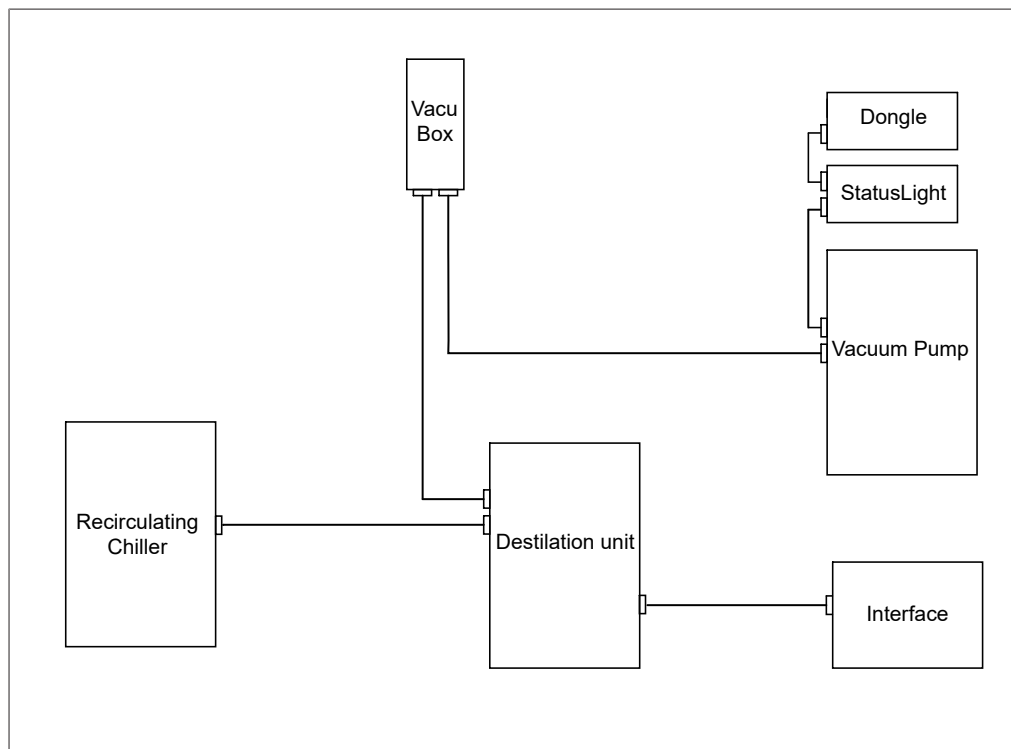 Vacu
Box
Dongle
StatusLight
Vacuum Pump
Recirculating
Chiller
Destilation unit
Interface